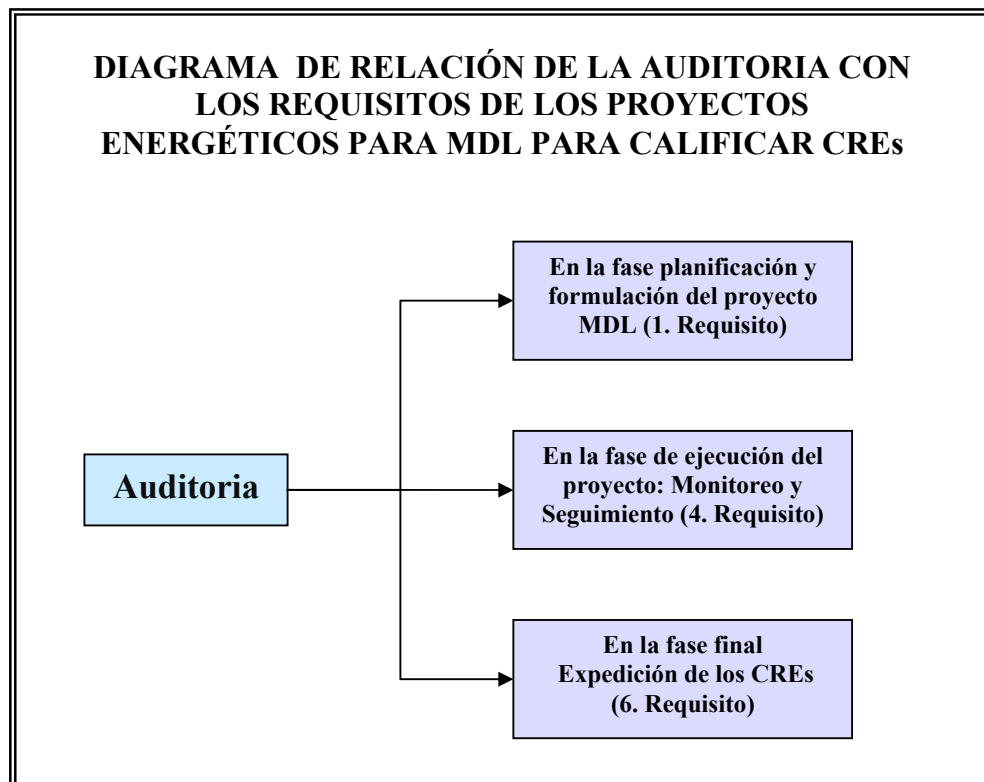 DIAGRAMA DE RELACIÓN DE LA AUDITORIA CON
LOS REQUISITOS DE LOS PROYECTOS
ENERGÉTICOS PARA MDL PARA CALIFICAR CREs
En la fase planificación y
formulación del proyecto
MDL (1. Requisito)
Auditoria
En la fase de ejecución del
proyecto: Monitoreo y
Seguimiento (4. Requisito)
En la fase final
Expedición de los CREs
(6. Requisito)